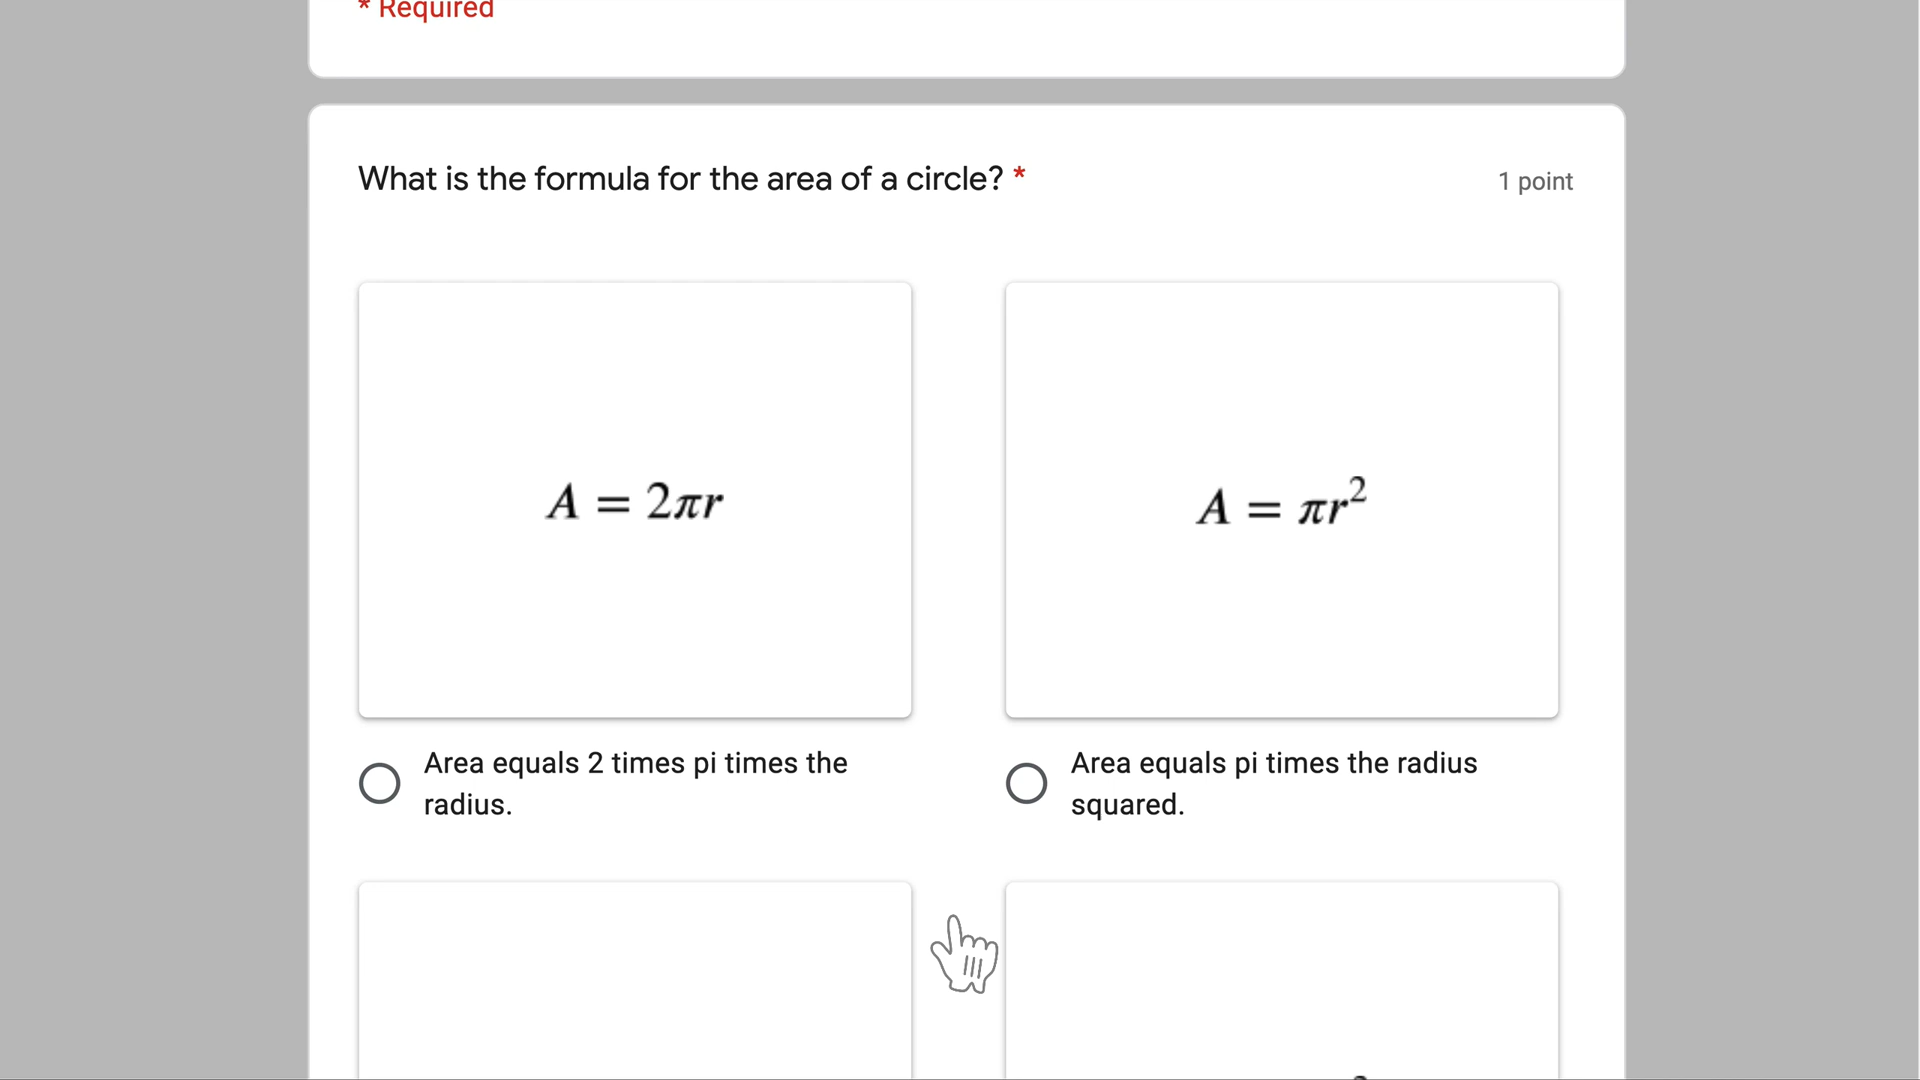 * Required
What is the formula for the area of a circle? *
1 point
A = 2πr
A = πr²
Area equals 2 times pi times the
radius.
Area equals pi times the radius
squared.